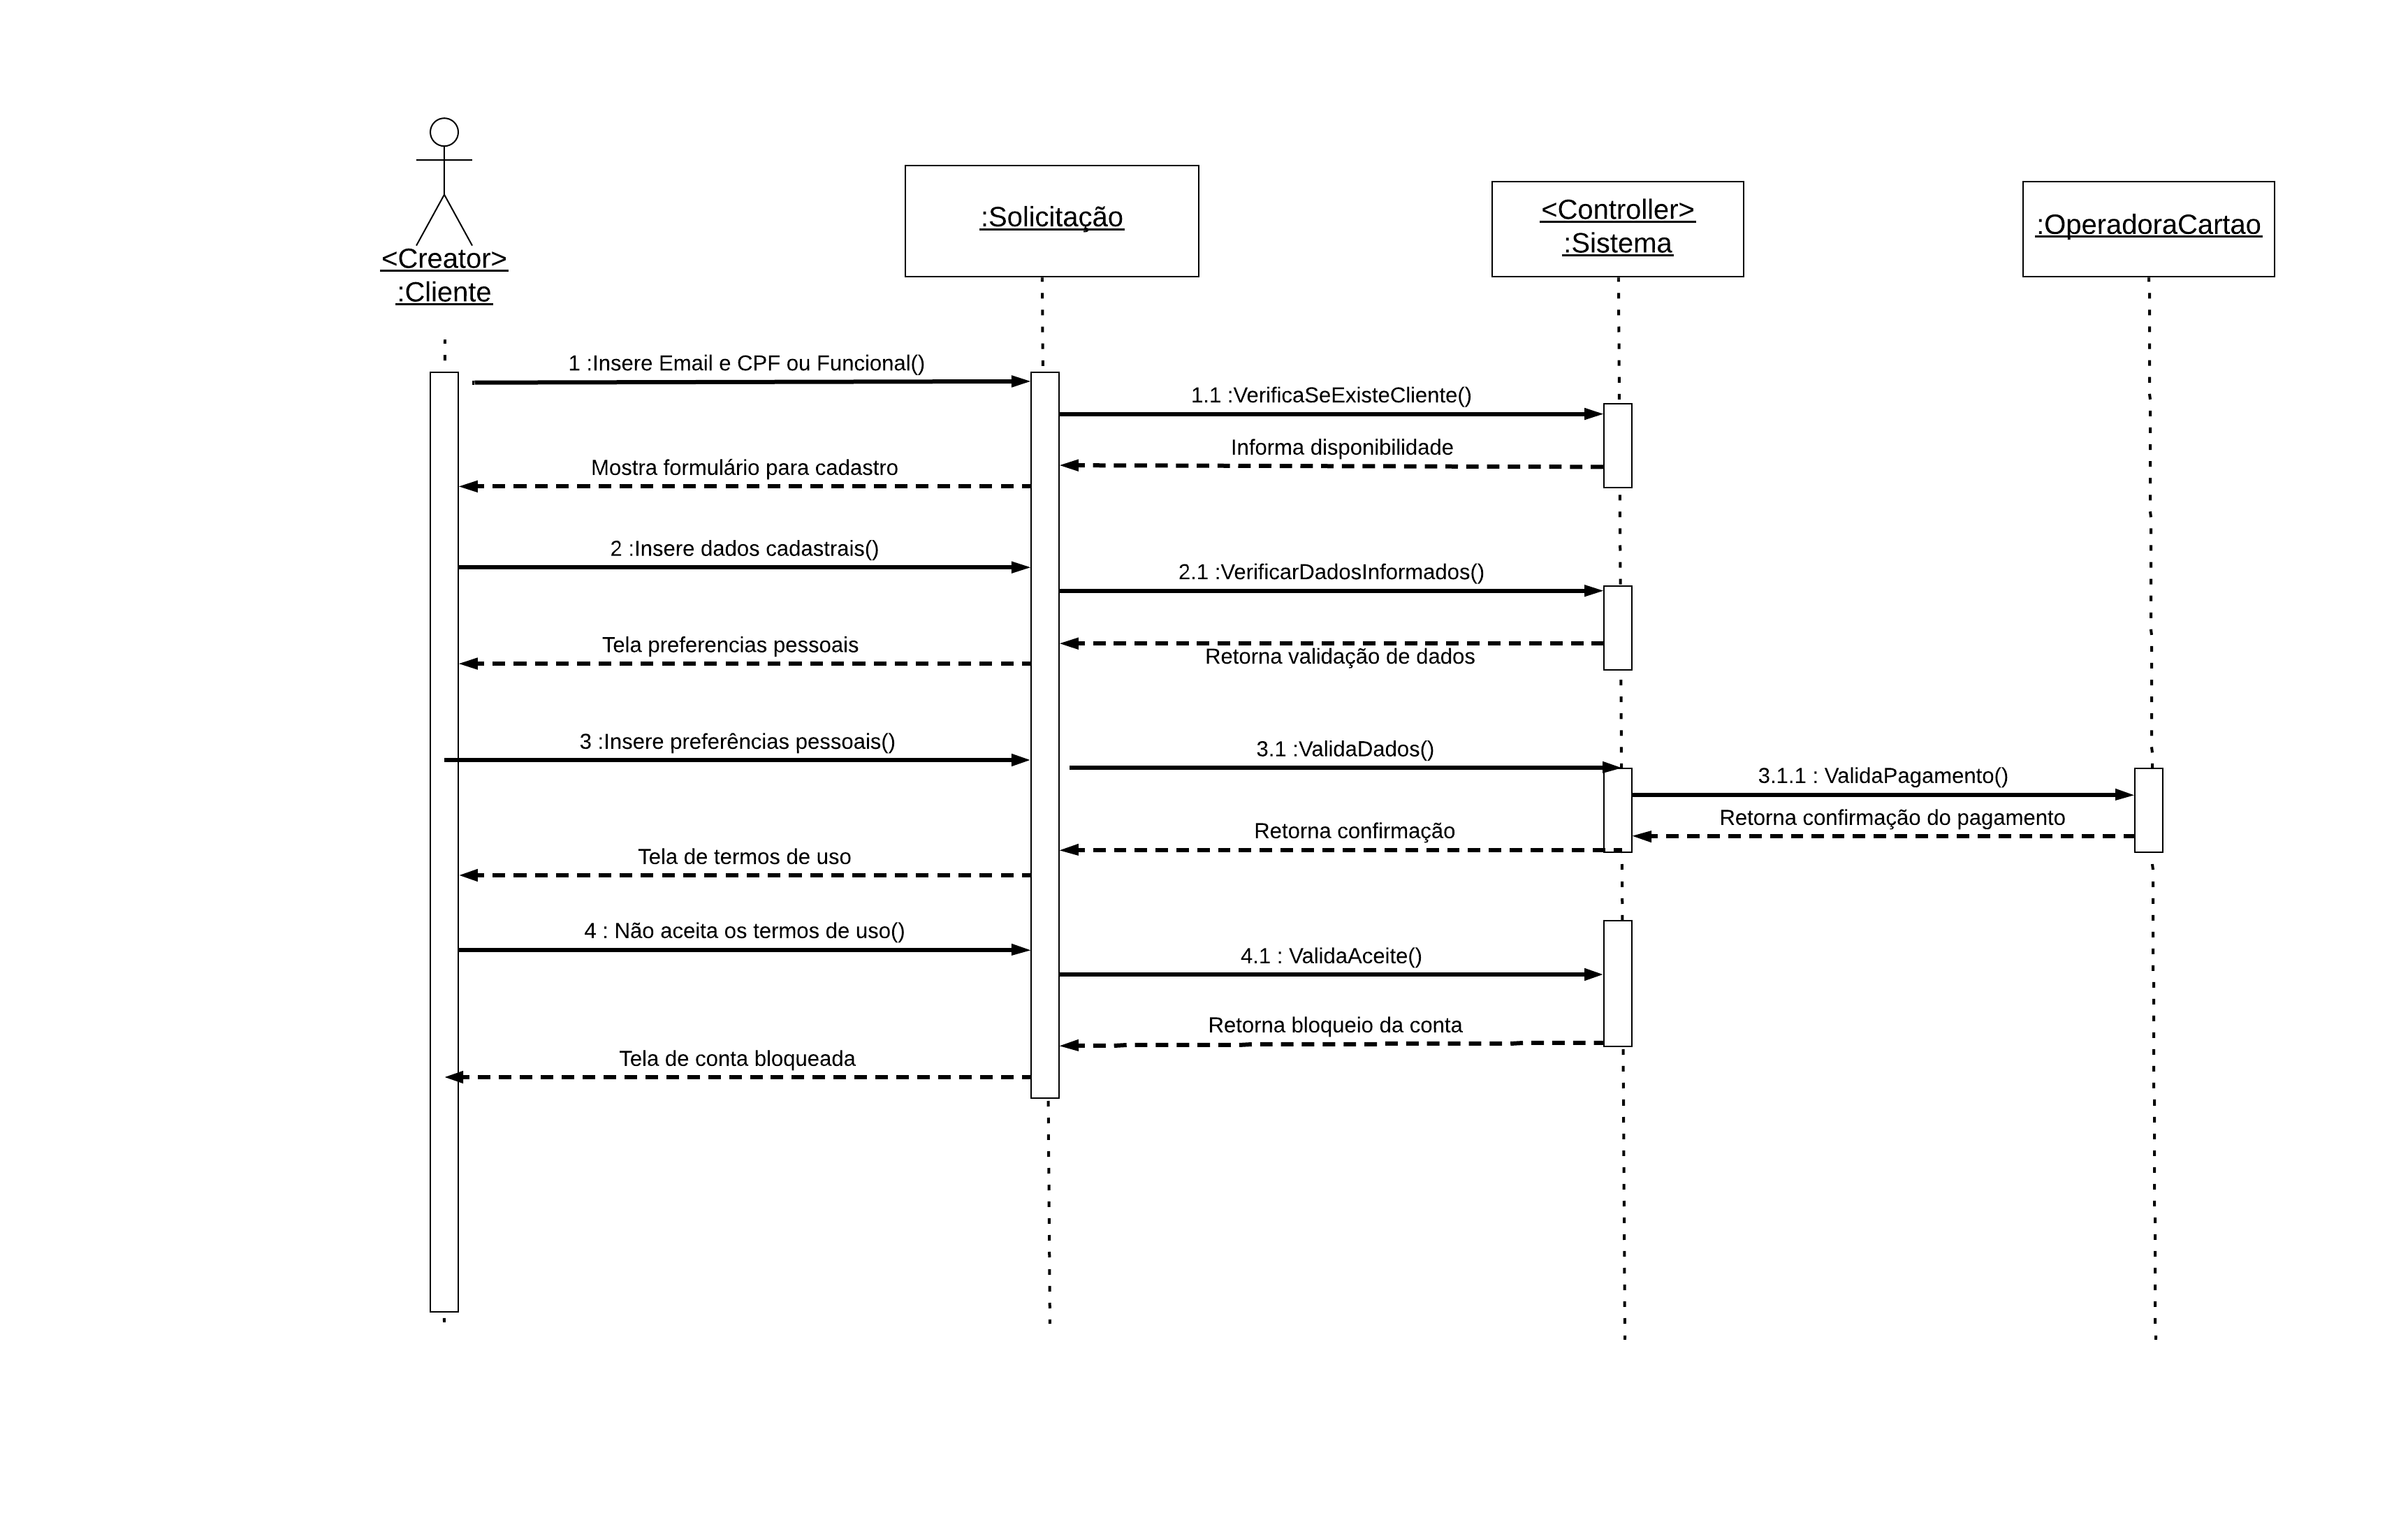 <Creator>
:Cliente
:Solicitação
<Controller>
:Sistema
:OperadoraCartao
1 :Insere Email e CPF ou Funcional()
1.1 :VerificaSeExisteCliente()
Informa disponibilidade
Mostra formulário para cadastro
2 :Insere dados cadastrais()
2.1 :VerificarDadosInformados()
Retorna validação de dados
Tela preferencias pessoais
3 :Insere preferências pessoais()
3.1 :ValidaDados()
3.1.1 : ValidaPagamento()
Retorna confirmação do pagamento
Retorna confirmação
Tela de termos de uso
4 : Não aceita os termos de uso()
4.1 : ValidaAceite()
Retorna bloqueio da conta
Tela de conta bloqueada